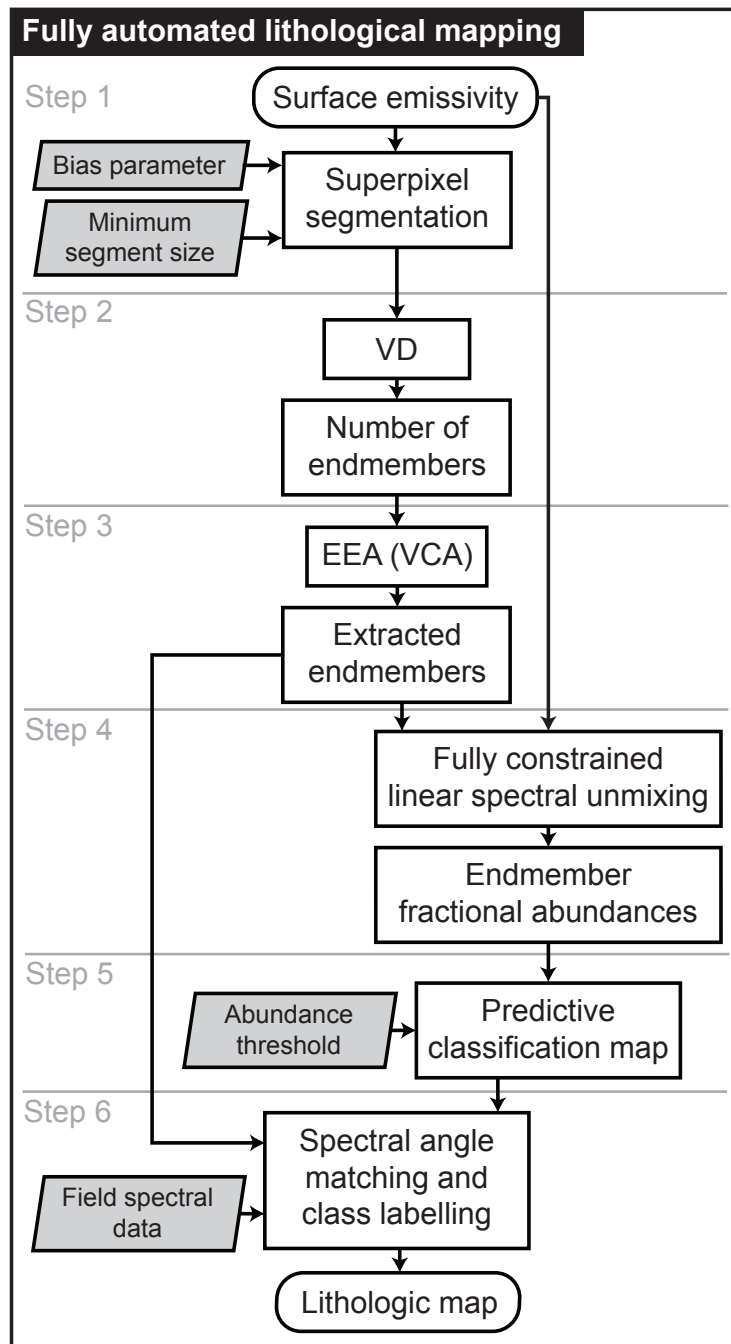 Fully automated lithological mapping
Step 1
Surface emissivity
Bias parameter
Superpixel
segmentation
Minimum
segment size
Step 2
VD
Number of
endmembers
Step 3
EEA (VCA)
Extracted
endmembers
Step 4
Fully constrained
linear spectral unmixing
Endmember
fractional abundances
Step 5
Abundance
threshold
Predictive
classification map
Step 6
Spectral angle
matching and
class labelling
Field spectral
data
Lithologic map